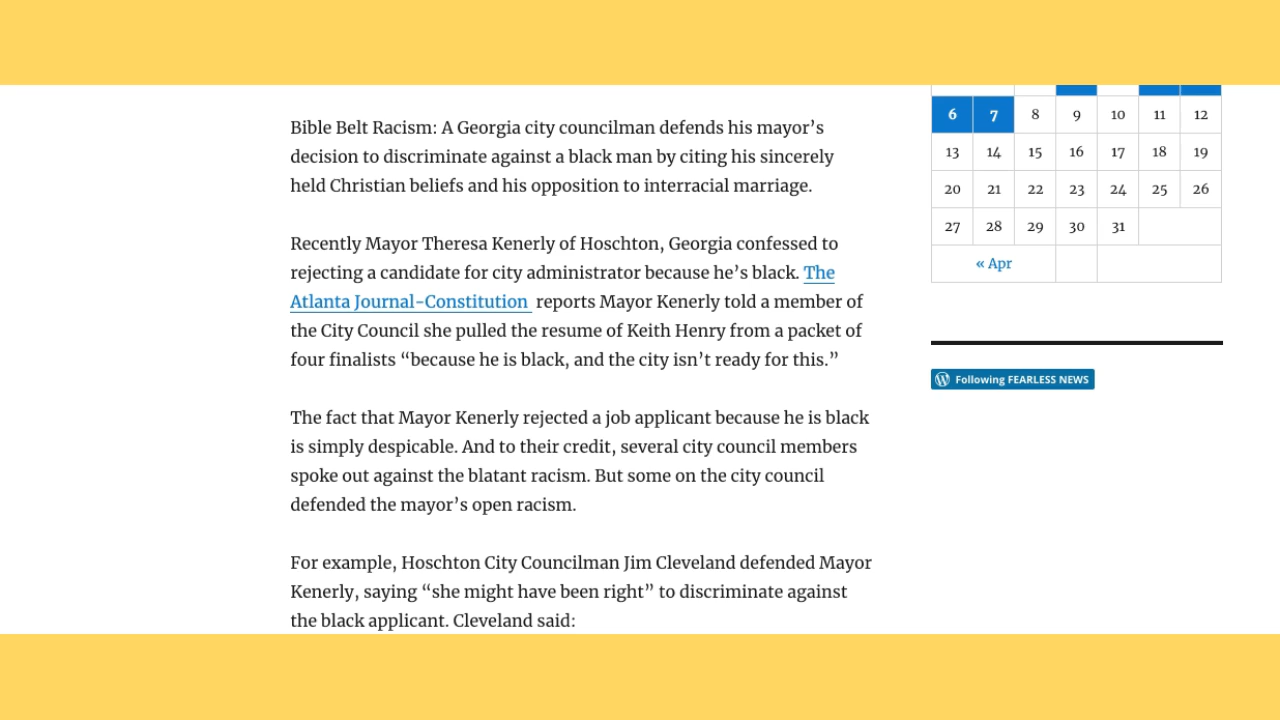 Bible Belt Racism: A Georgia city councilman defends his mayor’s
decision to discriminate against a black man by citing his sincerely
held Christian beliefs and his opposition to interracial marriage.
Recently Mayor Theresa Kenerly of Hoschton, Georgia confessed to
rejecting a candidate for city administrator because he’s black. The
Atlanta Journal-Constitution reports Mayor Kenerly told a member of
the City Council she pulled the resume of Keith Henry from a packet of
four finalists “because he is black, and the city isn’t ready for this.”
The fact that Mayor Kenerly rejected a job applicant because he is black
is simply despicable. And to their credit, several city council members
spoke out against the blatant racism. But some on the city council
defended the mayor’s open racism.
For example, Hoschton City Councilman Jim Cleveland defended Mayor
Kenerly, saying “she might have been right” to discriminate against
the black applicant. Cleveland said:
6 7 8 9 10 11 12
13 14 15 16 17 18 19
20 21 22 23 24 25 26
27 28 29 30 31
« Apr
Following FEARLESS NEWS